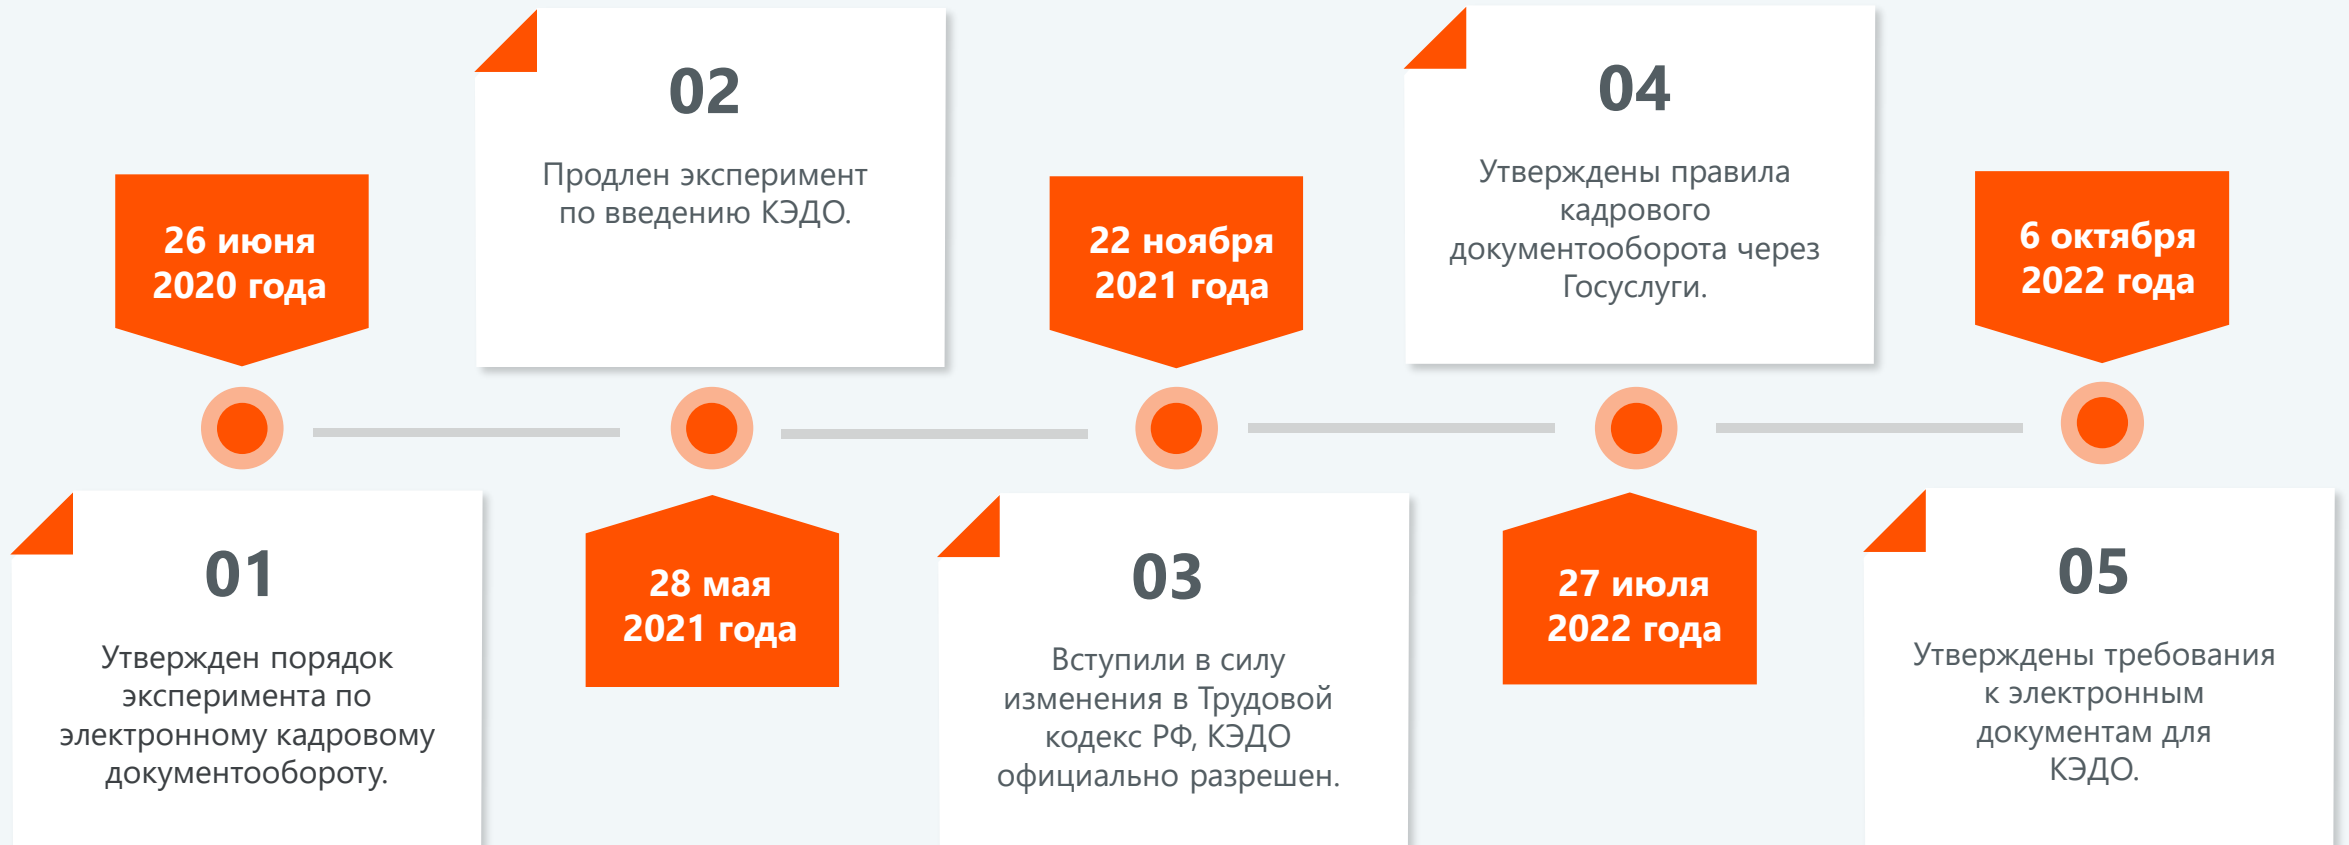 01
26 июня
2020 года
Утвержден порядок
эксперимента по
электронному кадровому
документообороту.
02
28 мая
2021 года
Продлен эксперимент
по введению КЭДО.
03
22 ноября
2021 года
Вступили в силу
изменения в Трудовой
кодекс РФ, КЭДО
официально разрешен.
04
27 июля
2022 года
Утверждены правила
кадрового
документооборота через
Госуслуги.
05
6 октября
2022 года
Утверждены требования
к электронным
документам для
КЭДО.